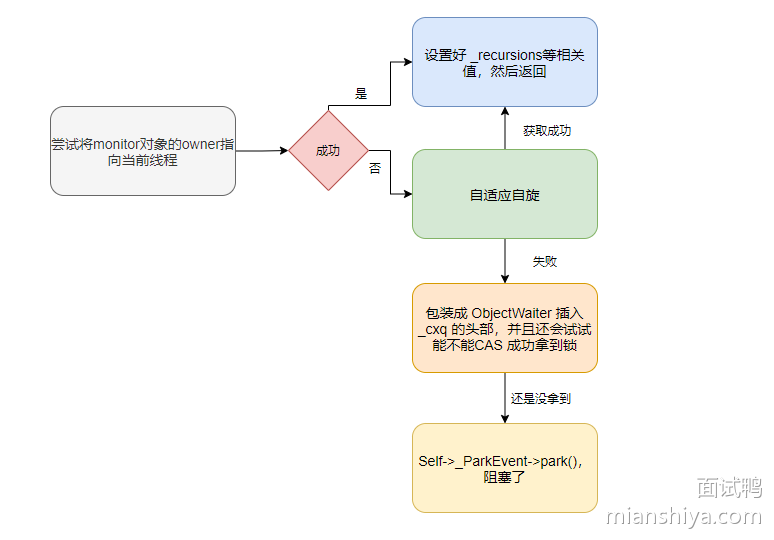 设置好 _recursions等相关
值，然后返回
是
获取成功
尝试将monitor对象的owner指
向当前线程
成功
否
自适应自旋
失败
包装成 ObjectWaiter 插入
_cxq 的头部，并且还会试试
能不能CAS 成功拿到锁
还是没拿到
Self->_ParkEvent->park(),
阻塞了
面试鸭
mianshiya.com